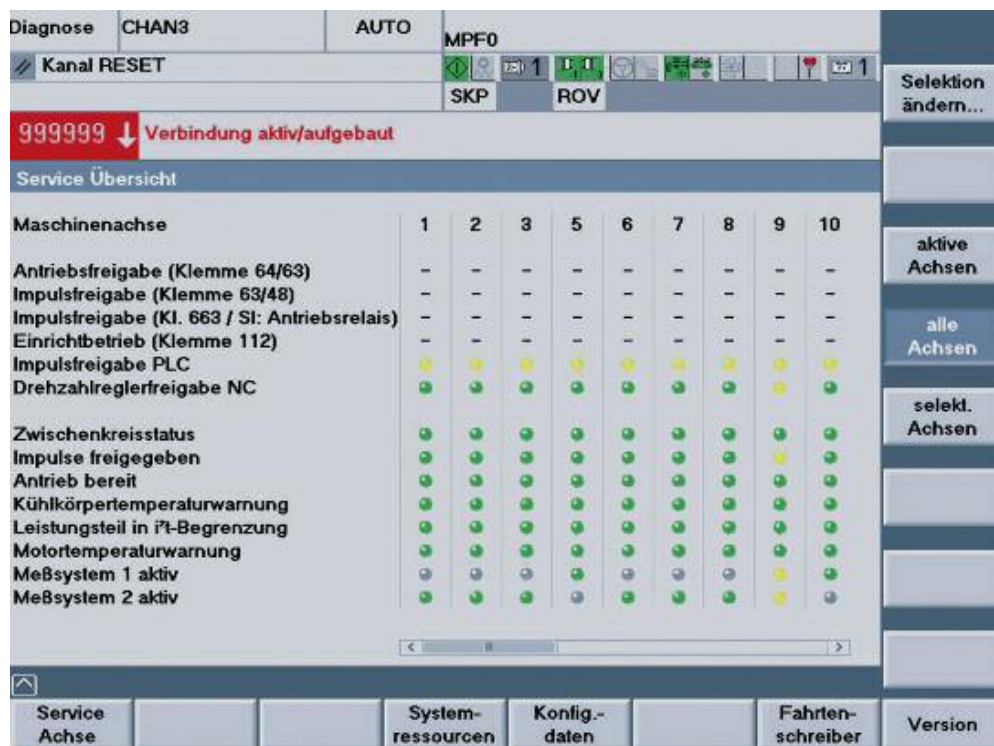 Diagnose CHAN3 AUTO MPF0
Kanal RESET 1 1
SKP ROV
999999 Verbindung aktiv/aufgebaut
Service Übersicht
Maschinenachse 1 2 3 5 6 7 8 9 10
Antriebsfreigabe (Klemme 64/63) - - - - - - - - -
Impulsfreigabe (Klemme 63/48) - - - - - - - - -
Impulsfreigabe (Kl. 663 / SI: Antriebsrelais) - - - - - - - - -
Einrichtbetrieb (Klemme 112) - - - - - - - - -
Impulsfreigabe PLC
Drehzahlreglerfreigabe NC
Zwischenkreisstatus
Impulse freigegeben
Antrieb bereit
Kühlkörpertemperaturwarnung
Leistungsteil in i²t-Begrenzung
Motortemperaturwarnung
Meßsystem 1 aktiv
Meßsystem 2 aktiv
Selektion
ändern...
aktive
Achsen
alle
Achsen
selekt.
Achsen
Service
Achse
System-
ressourcen
Konfig.-
daten
Fahrten-
schreiber
Version